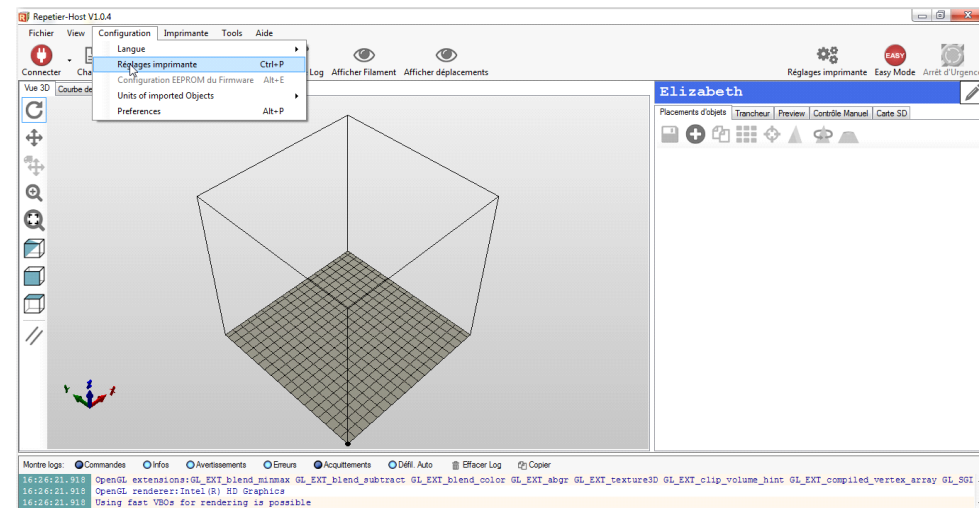 Repetier-Host V1.0.4
Fichier View Configuration Imprimante Tools Aide
Langue
Réglages imprimante Ctrl+P
Configuration EEPROM du Firmware Alt+E
Units of imported Objects
Preferences Alt+P
Connecter Log Afficher Filament Afficher déplacements Réglages imprimante Easy Mode Arrêt d'Urgence
EASY
Vue 3D Courbe de
Elizabeth
Placements d'objets Trancheur Preview Contrôle Manuel Carte SD
Y Z X
Montre logs: Commandes Infos Avertissements Erreurs Acquittements Défil. Auto Effacer Log Copier
16:26:21.918 OpenGL extensions:GL_EXT_blend_minmax GL_EXT_blend_subtract GL_EXT_blend_color GL_EXT_abgr GL_EXT_texture3D GL_EXT_clip_volume_hint GL_EXT_compiled_vertex_array GL_SGI
16:26:21.918 OpenGL renderer:Intel(R) HD Graphics
16:26:21.918 Using fast VBOs for rendering is possible